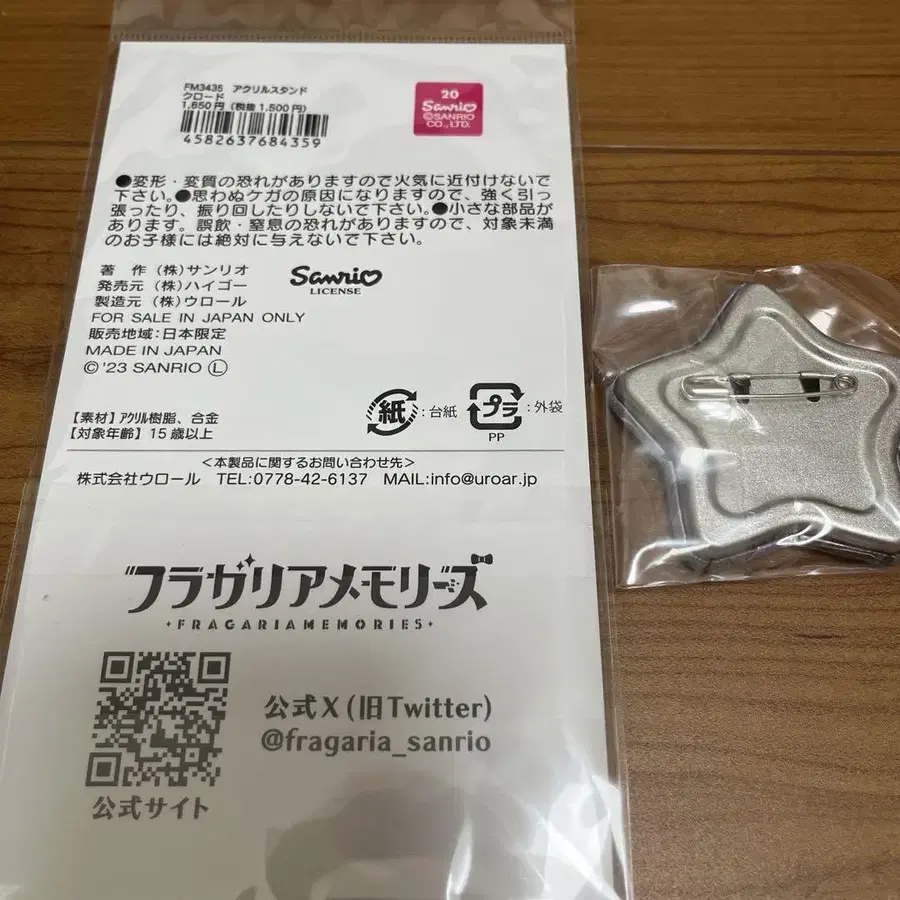 FM3435 アクリルスタンド
クロード
1,650円 (税抜 1,500円)
4582637684359
20
Sanrio
©SANRIO
CO.,LTD.
●変形・変質の恐れがありますので火気に近付けないで
下さい。●思わぬケガの原因になりますので、強く引っ
張ったり、振り回したりしないで下さい。●小さな部品が
あります。誤飲・窒息の恐れがありますので、対象未満
のお子様には絶対に与えないで下さい。
著 作 (株)サンリオ
発売元 (株)ハイゴー
製造元 (株)ウロール
Sanrio
LICENSE
FOR SALE IN JAPAN ONLY
販売地域:日本限定
MADE IN JAPAN
©'23 SANRIO Ⓛ
紙:台紙
プラ:外袋
PP
【素材】アクリル樹脂、合金
【対象年齢】15歳以上
<本製品に関するお問い合わせ先>
株式会社ウロール TEL:0778-42-6137 MAIL:info@uroar.jp
フラガリアメモリーズ
FRAGARIAMEMORIES
公式X(旧Twitter)
@fragaria_sanrio
公式サイト